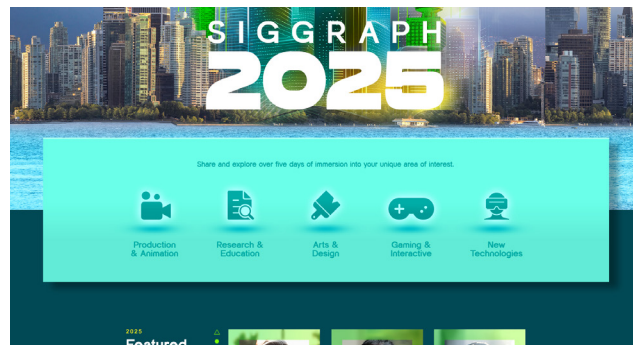 SIGGRAPH
2025
Share and explore over five days of immersion into your unique area of interest.
Production
& Animation
Research &
Education
Arts &
Design
Gaming &
Interactive
New
Technologies
2025
Featured